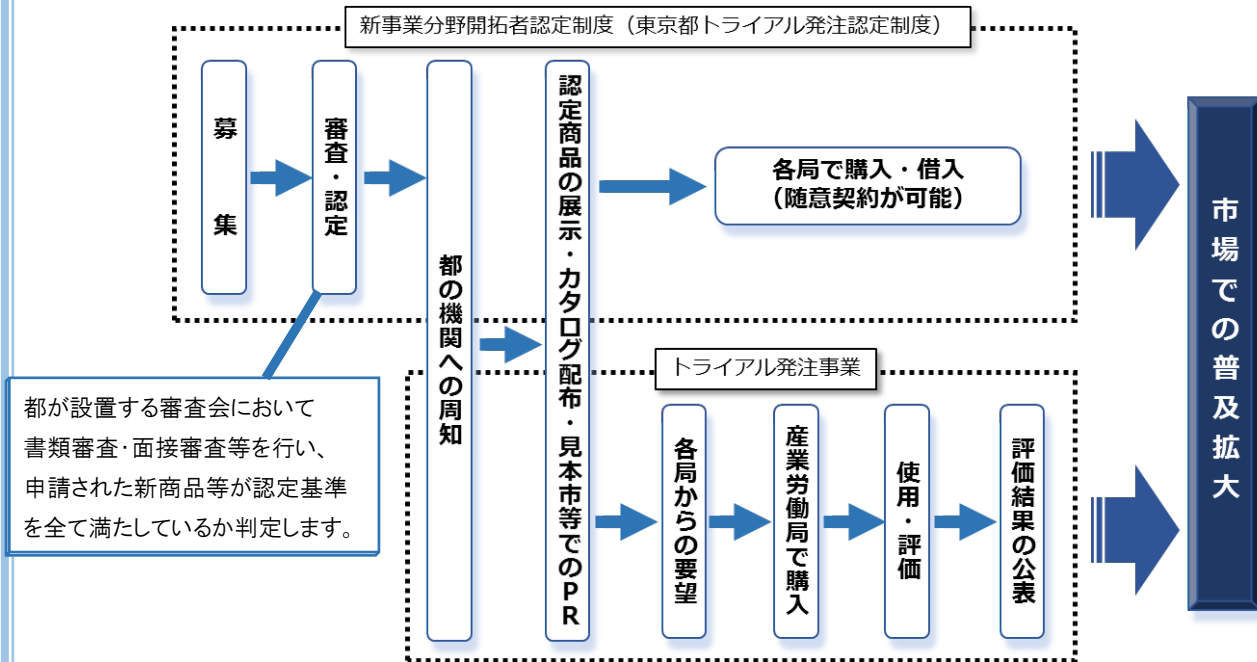 新事業分野開拓者認定制度（東京都トライアル発注認定制度）
募集
審査・認定
都の機関への周知
認定商品の展示・カタログ配布・見本市等でのPR
各局で購入・借入
（随意契約が可能）
都が設置する審査会において
書類審査・面接審査等を行い、
申請された新商品等が認定基準
を全て満たしているか判定します。
トライアル発注事業
各局からの要望
産業労働局で購入
使用・評価
評価結果の公表
市場での普及拡大